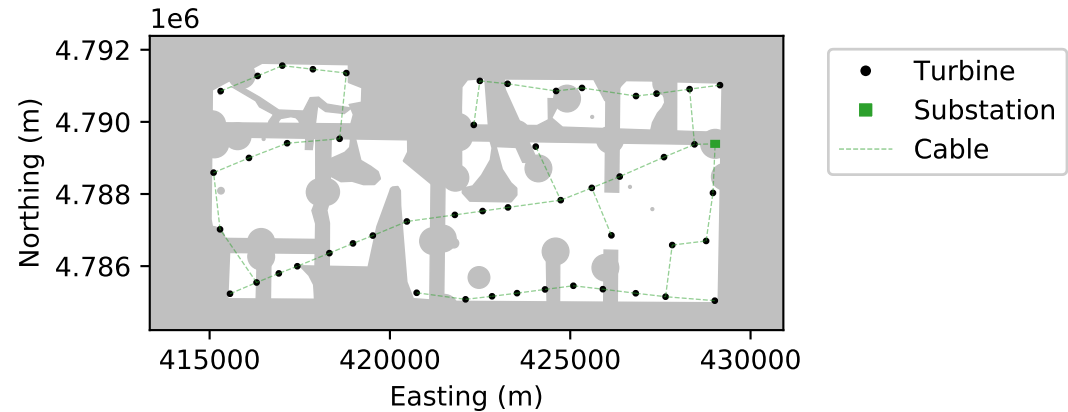 1e6
4.792
4.790
4.788
4.786
Northing (m)
415000 420000 425000 430000
Easting (m)
Turbine
Substation
Cable